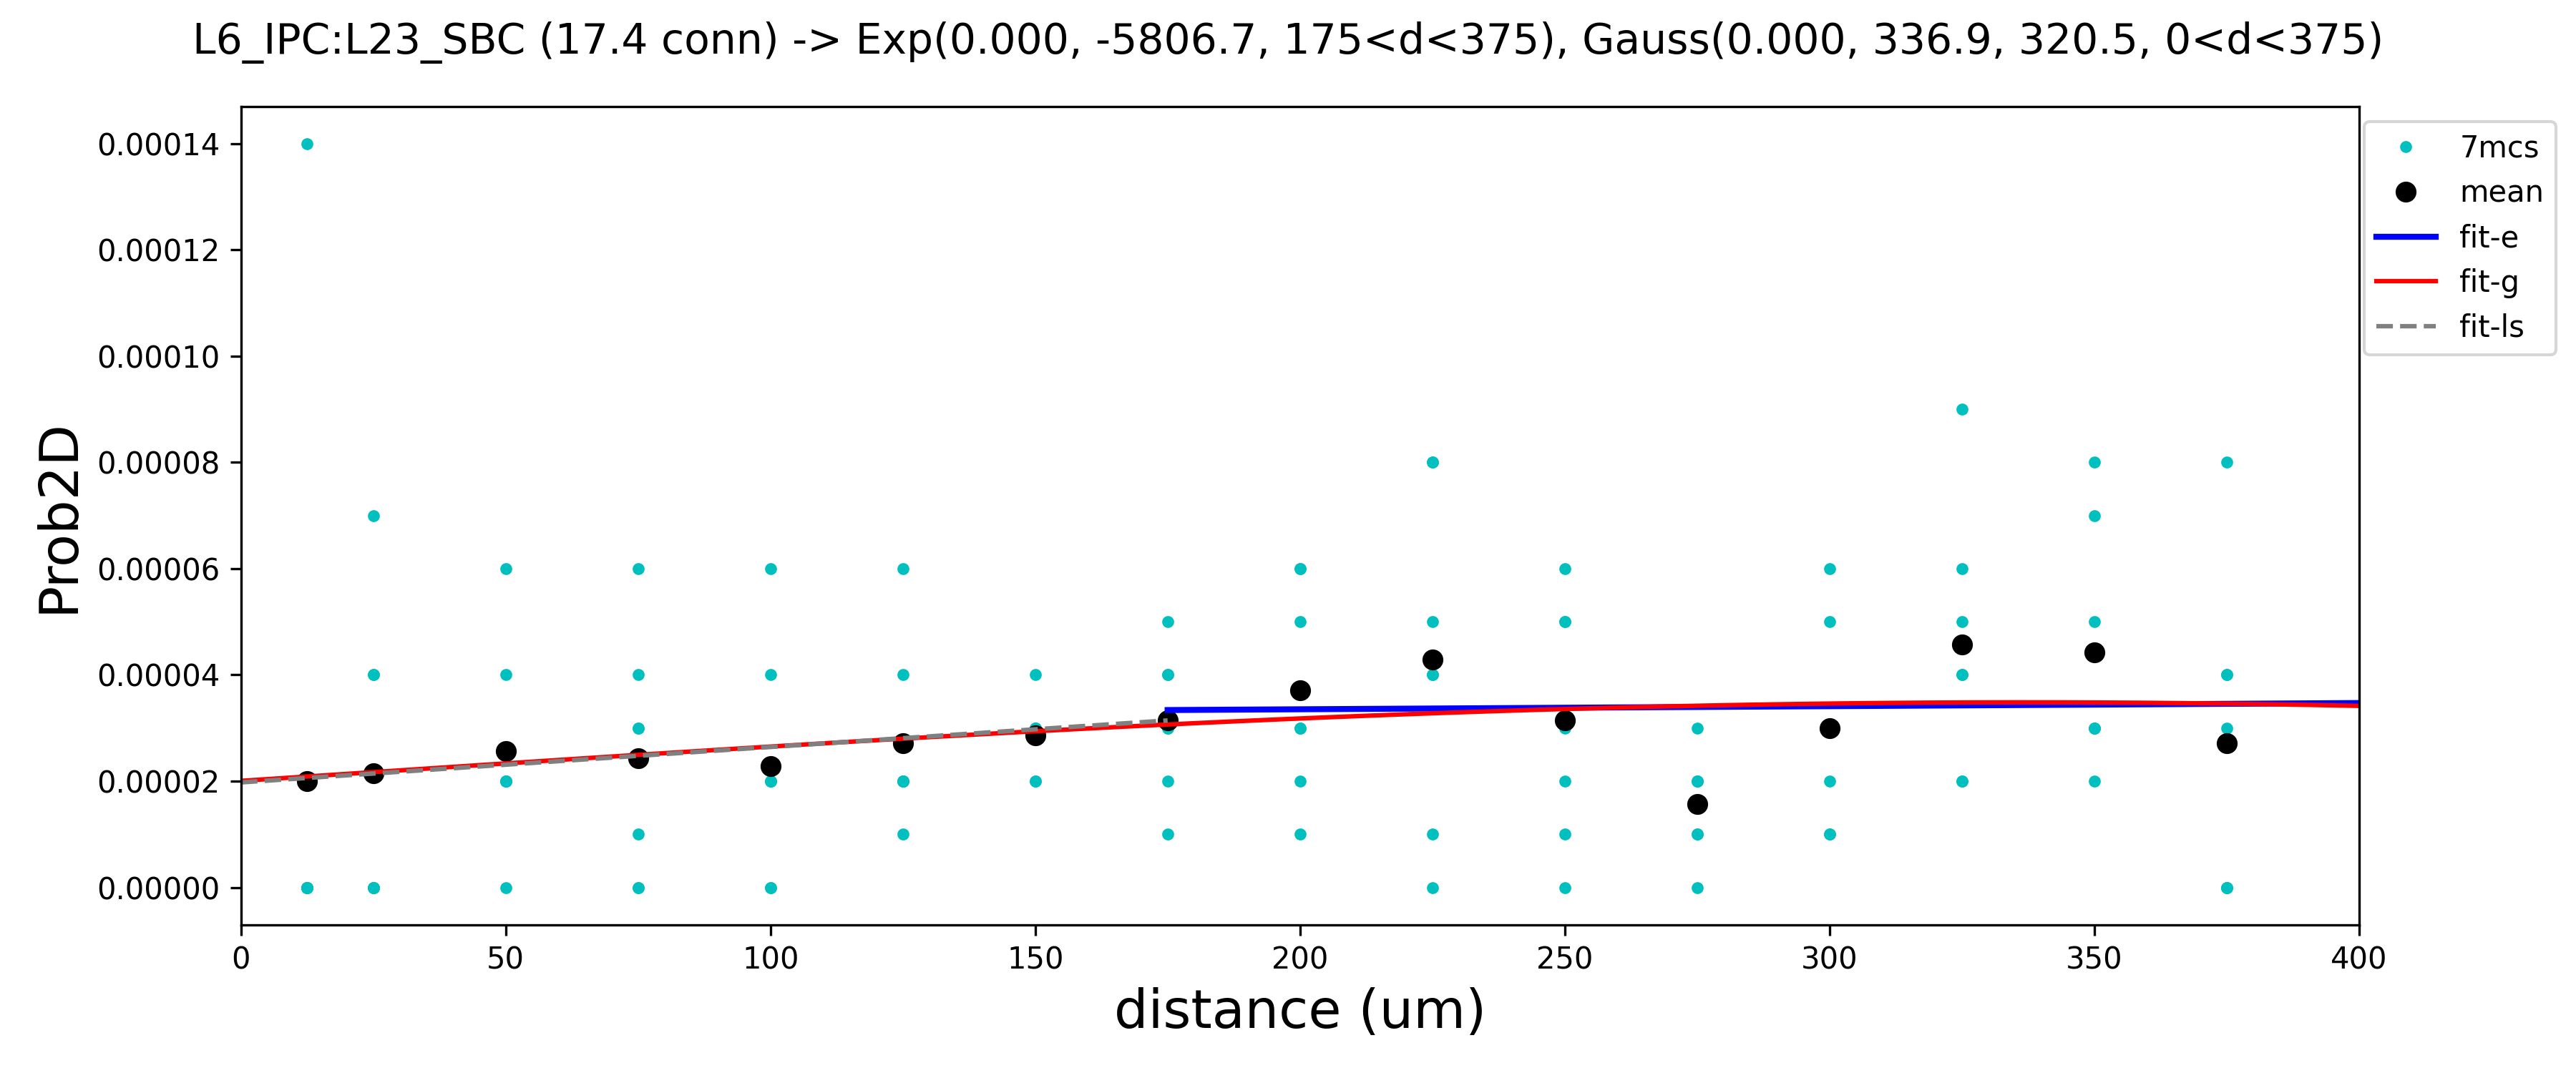 L6_IPC:L23_SBC (17.4 conn) -> Exp(0.000, -5806.7, 175<d<375), Gauss(0.000, 336.9, 320.5, 0<d<375)
0.00014
0.00012
0.00010
0.00008
0.00006
0.00004
0.00002
0.00000
Prob2D
0 50 100 150 200 250 300 350 400
distance (um)
7mcs
mean
fit-e
fit-g
fit-ls